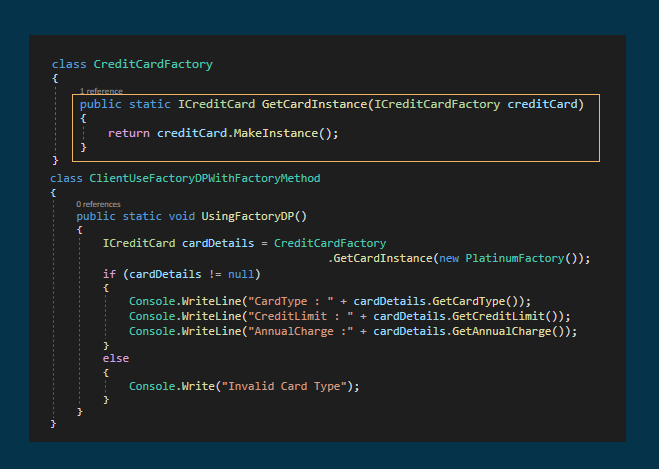 class CreditCardFactory
{
1 reference
public static ICreditCard GetCardInstance(ICreditCardFactory creditCard)
{
return creditCard.MakeInstance();
}
}
class ClientUseFactoryDPWithFactoryMethod
{
0 references
public static void UsingFactoryDP()
{
ICreditCard cardDetails = CreditCardFactory
.GetCardInstance(new PlatinumFactory());
if (cardDetails != null)
{
Console.WriteLine("CardType : " + cardDetails.GetCardType());
Console.WriteLine("CreditLimit : " + cardDetails.GetCreditLimit());
Console.WriteLine("AnnualCharge :" + cardDetails.GetAnnualCharge());
}
else
{
Console.Write("Invalid Card Type");
}
}
}